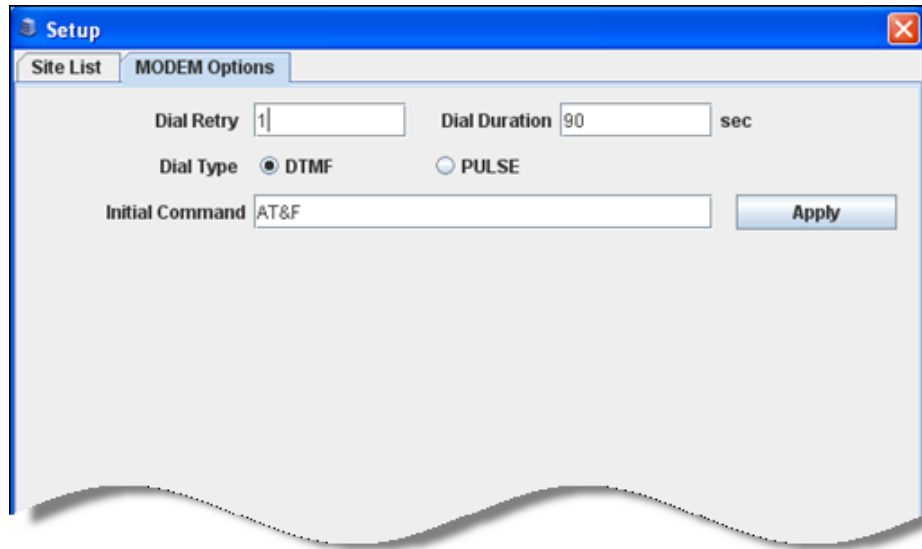 Setup
Site List MODEM Options
Dial Retry 1 Dial Duration 90 sec
Dial Type DTMF PULSE
Initial Command AT&F Apply